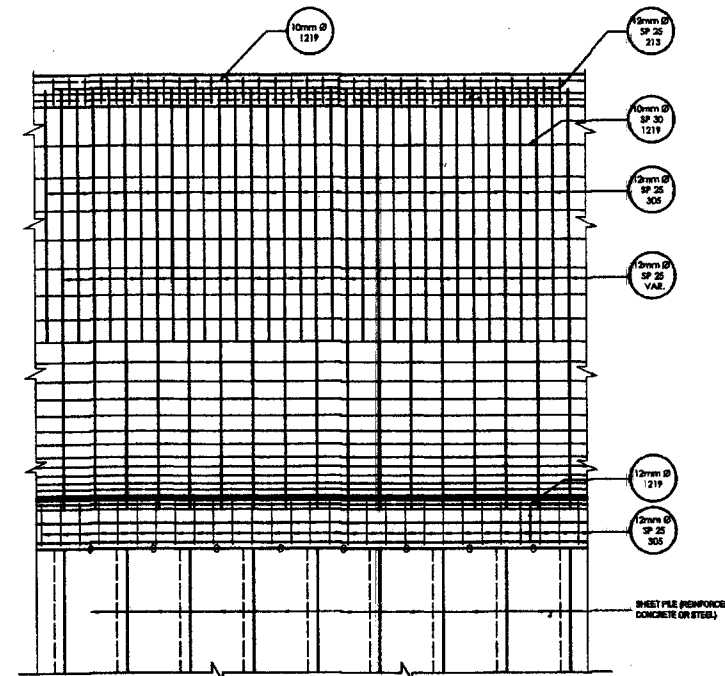 10mm Ø
1219
12mm Ø
SP 25
213
10mm Ø
SP 30
1219
12mm Ø
SP 25
305
12mm Ø
SP 25
VAR.
12mm Ø
1219
12mm Ø
SP 25
305
SHEET PILE (REINFORCED
CONCRETE OR STEEL)